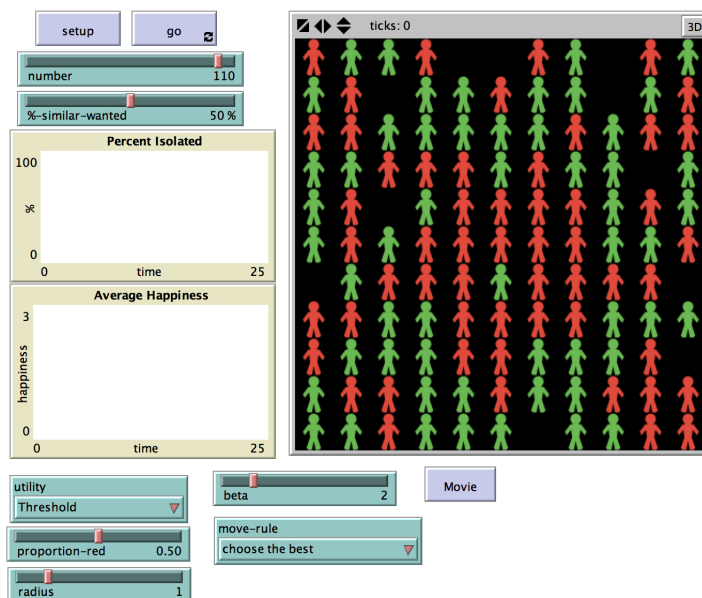 setup
go
ticks: 0
3D
number 110
%-similar-wanted 50 %
Percent Isolated
100
%
0
0 time 25
Average Happiness
3
happiness
0
0 time 25
utility
Threshold
beta 2
Movie
proportion-red 0.50
move-rule
choose the best
radius 1